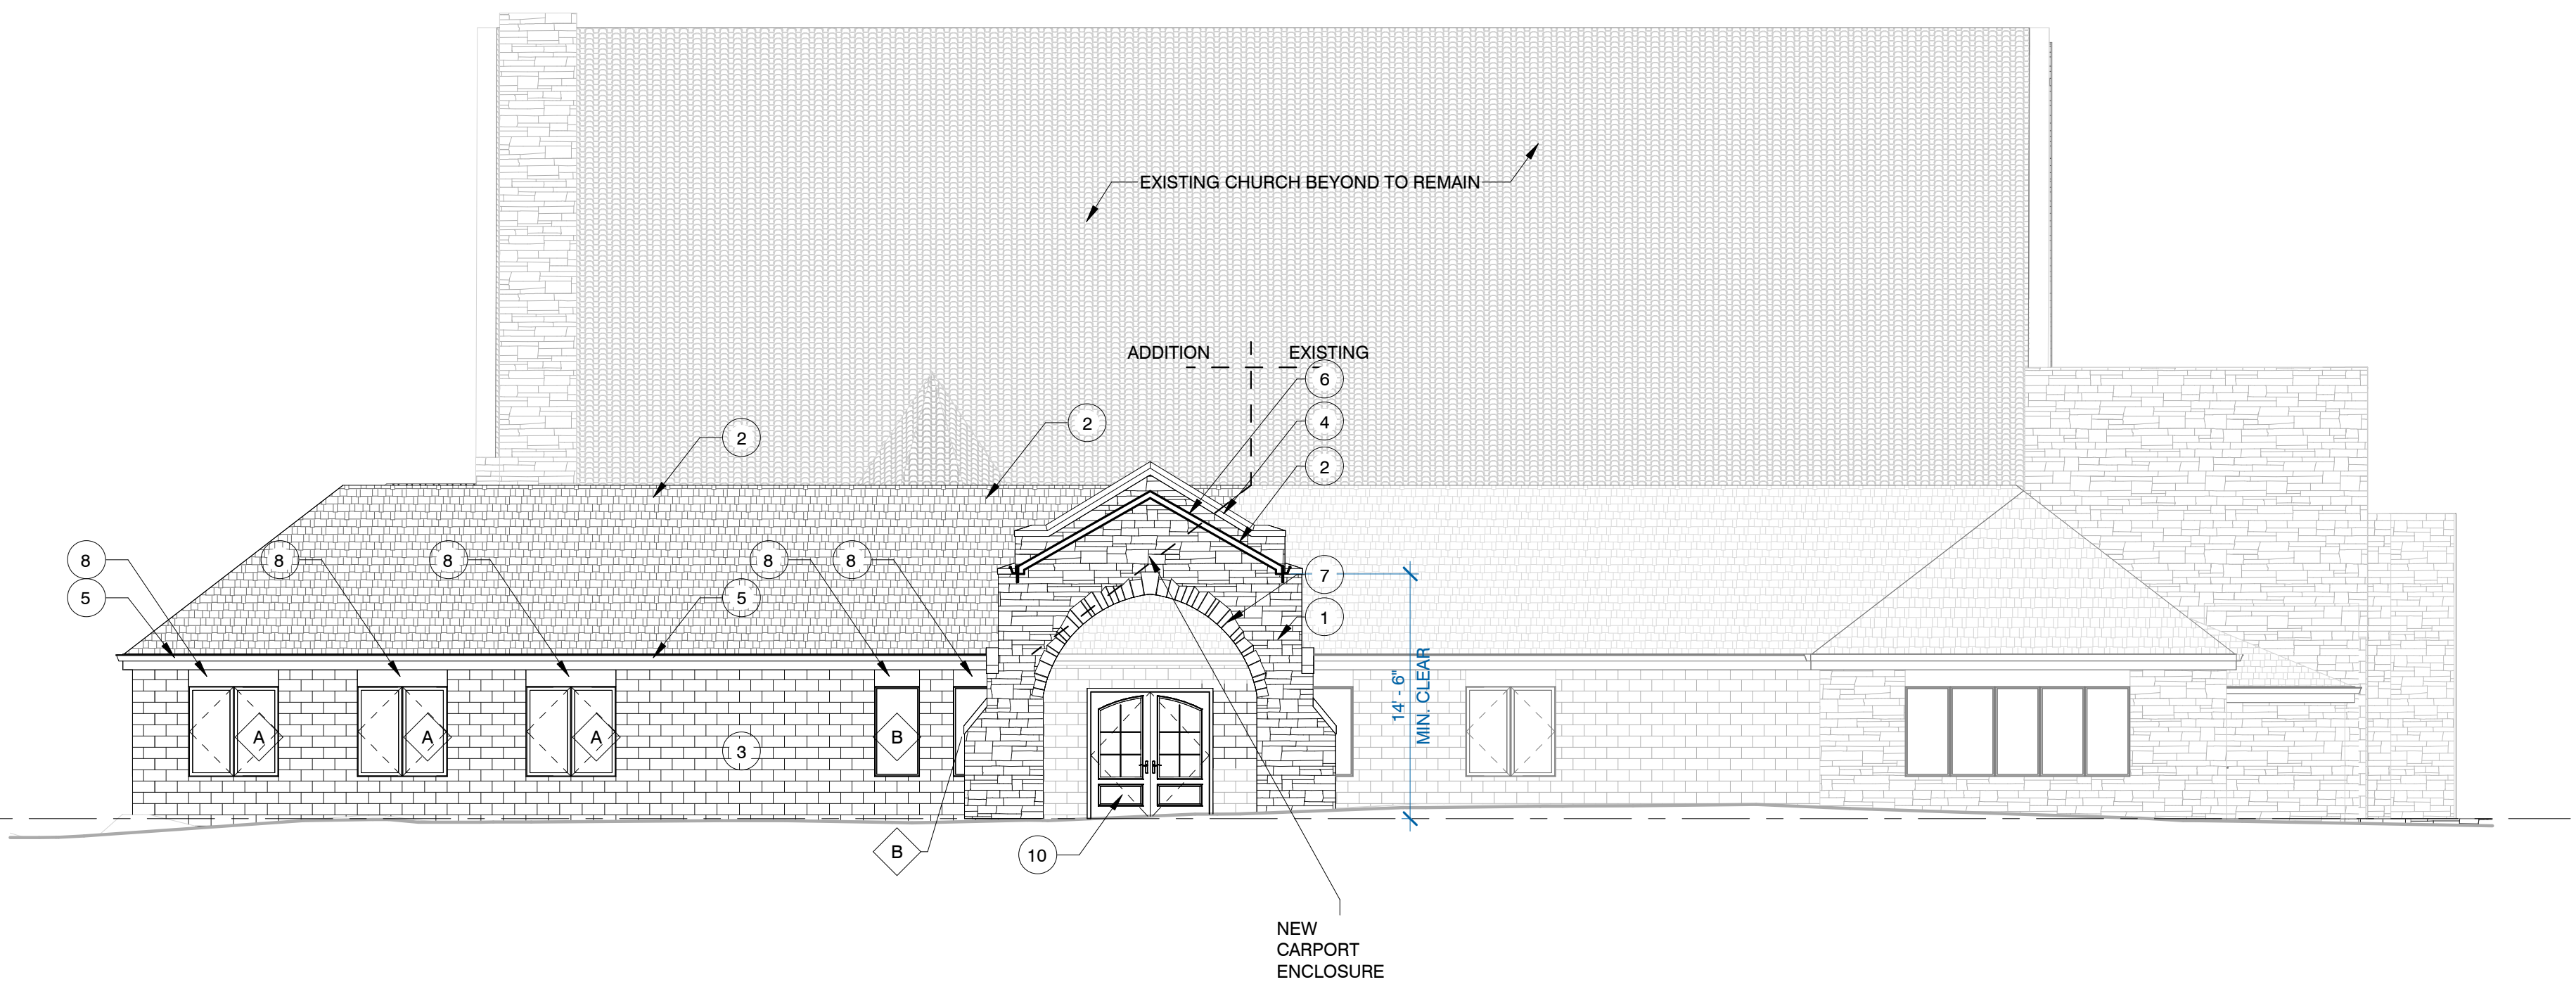 EXISTING CHURCH BEYOND TO REMAIN
ADDITION EXISTING
6
4
2
2
2
8
8
8
8
8
5
5
7
1
14' - 6"
MIN. CLEAR
A
A
A
3
B
B
10
NEW
CARPORT
ENCLOSURE